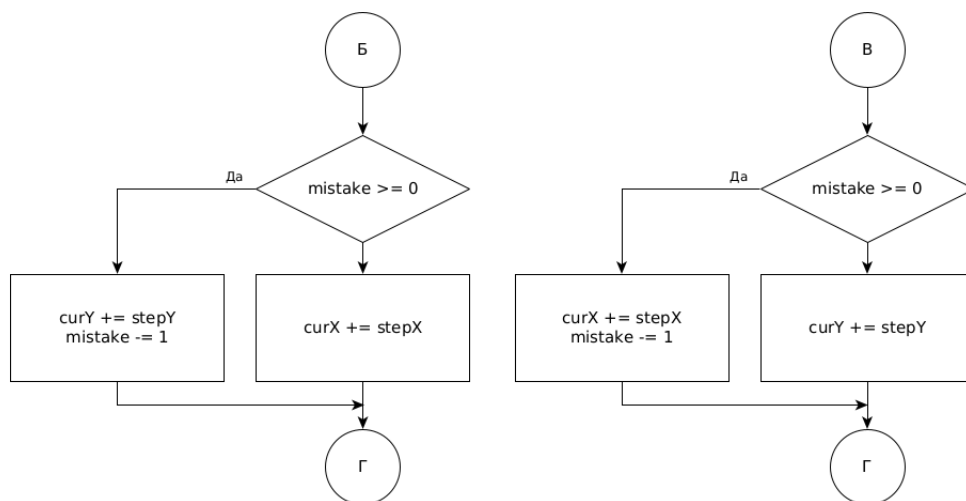 Б
Да
mistake >= 0
curY += stepY
mistake -= 1
curX += stepX
Г
В
Да
mistake >= 0
curX += stepX
mistake -= 1
curY += stepY
Г